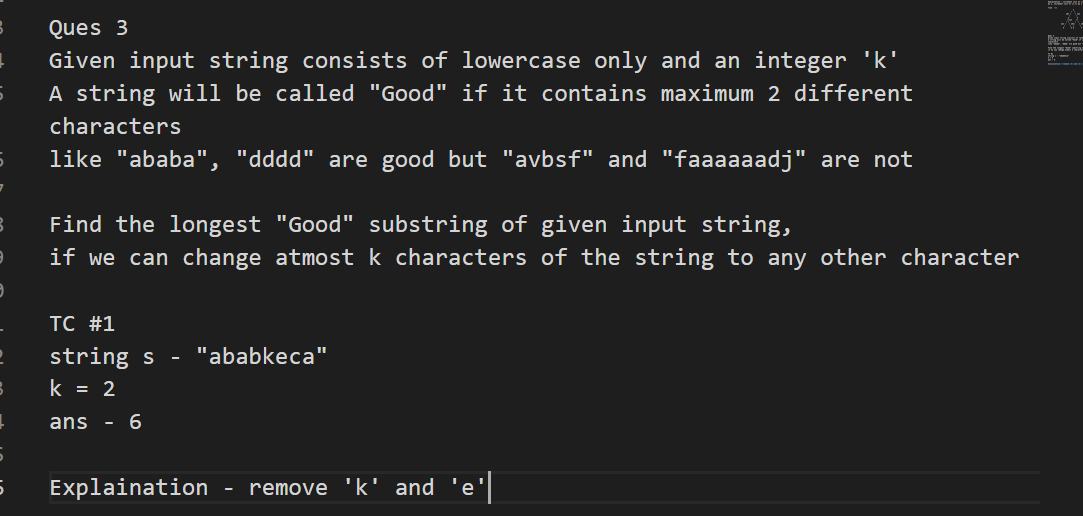 Ques 3
Given input string consists of lowercase only and an integer 'k'
A string will be called "Good" if it contains maximum 2 different
characters
like "ababa", "dddd" are good but "avbsf" and "faaaaaadj" are not
Find the longest "Good" substring of given input string,
if we can change atmost k characters of the string to any other character
TC #1
string s - "ababkeca"
k = 2
ans - 6
Explaination - remove 'k' and 'e'